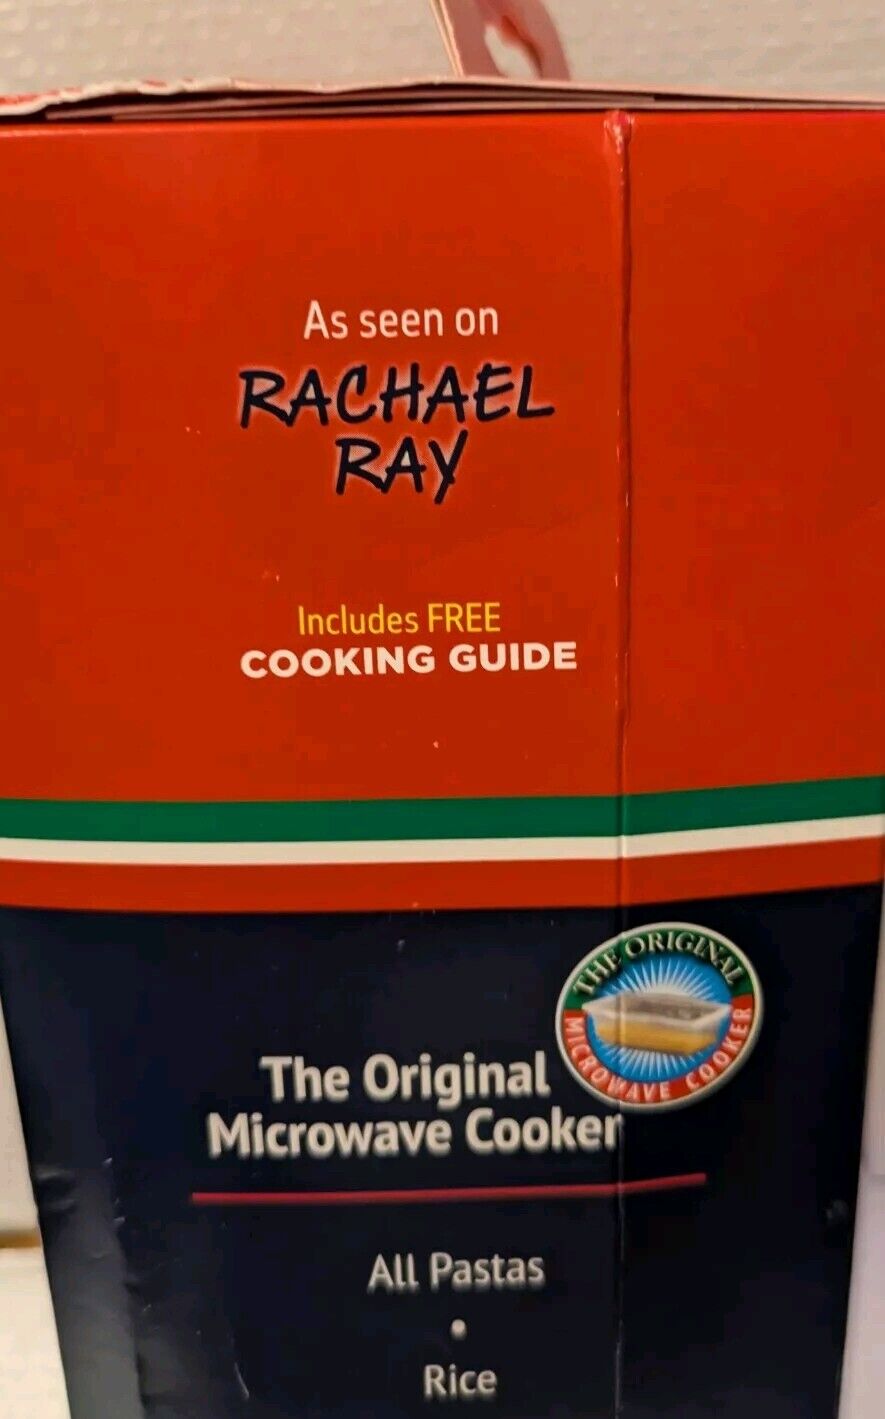 As seen on
RACHAEL
RAY
Includes FREE
COOKING GUIDE
THE ORIGINAL
MICROWAVE COOKER
The Original
Microwave Cooker
All Pastas
•
Rice